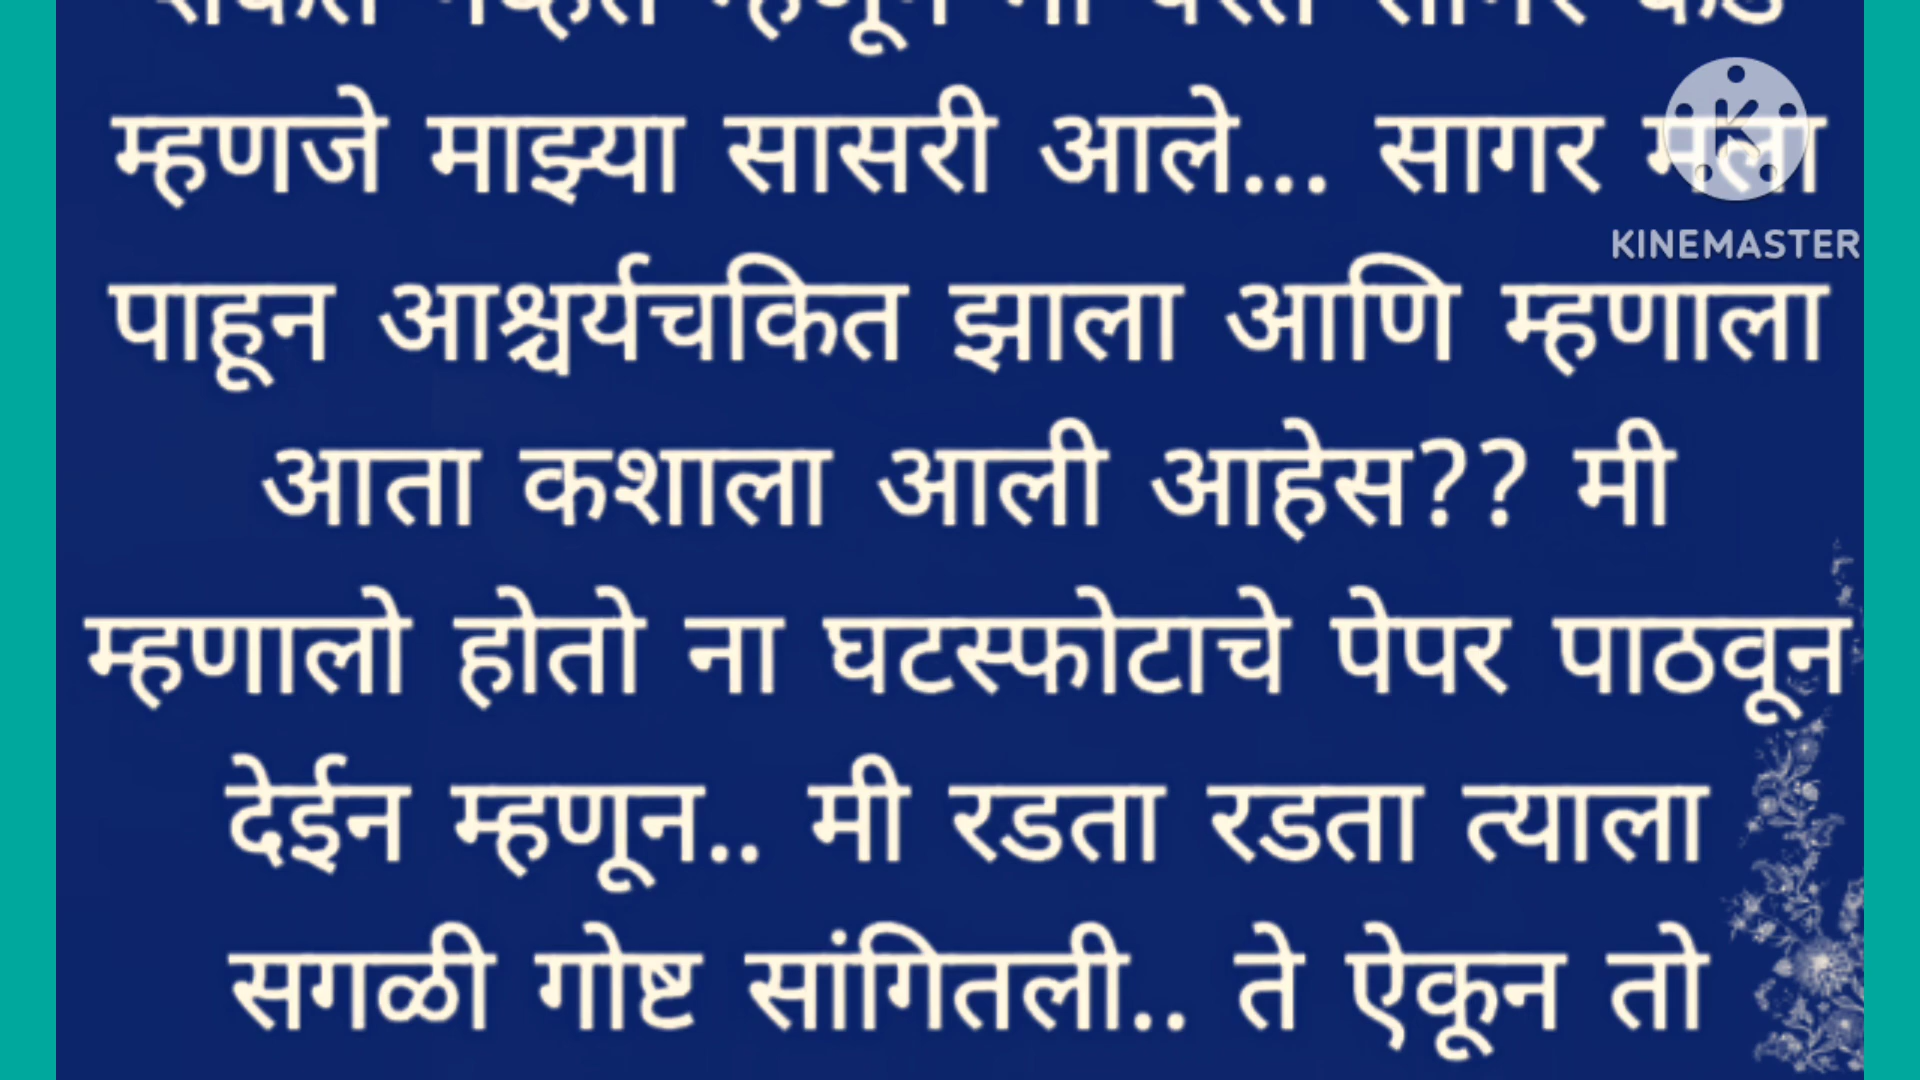 म्हणजे माझ्या सासरी आले... सागर मला
KINEMASTER
पाहून आश्चर्यचकित झाला आणि म्हणाला
आता कशाला आली आहेस?? मी
म्हणालो होतो ना घटस्फोटाचे पेपर पाठवून
देईन म्हणून.. मी रडता रडता त्याला
सगळी गोष्ट सांगितली.. ते ऐकून तो